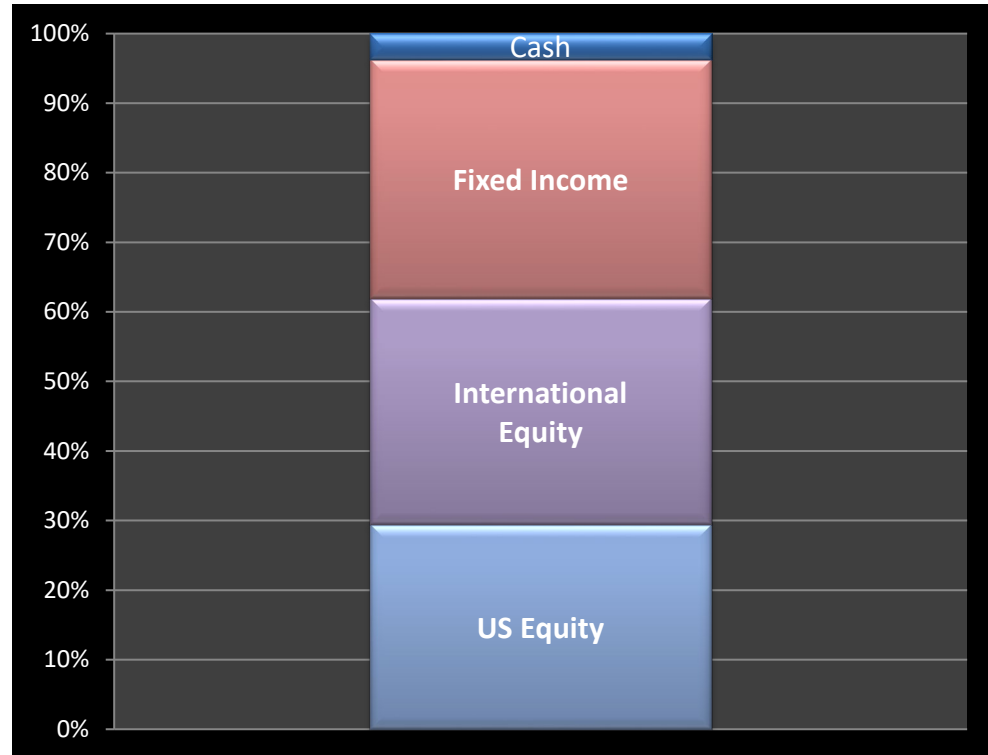 100%
90%
80%
70%
60%
50%
40%
30%
20%
10%
0%
Cash
Fixed Income
International
Equity
US Equity